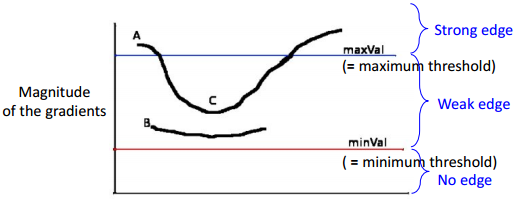 Strong edge
A
maxVal
(= maximum threshold)
Magnitude
of the gradients
C
Weak edge
B
minVal
( = minimum threshold)
No edge